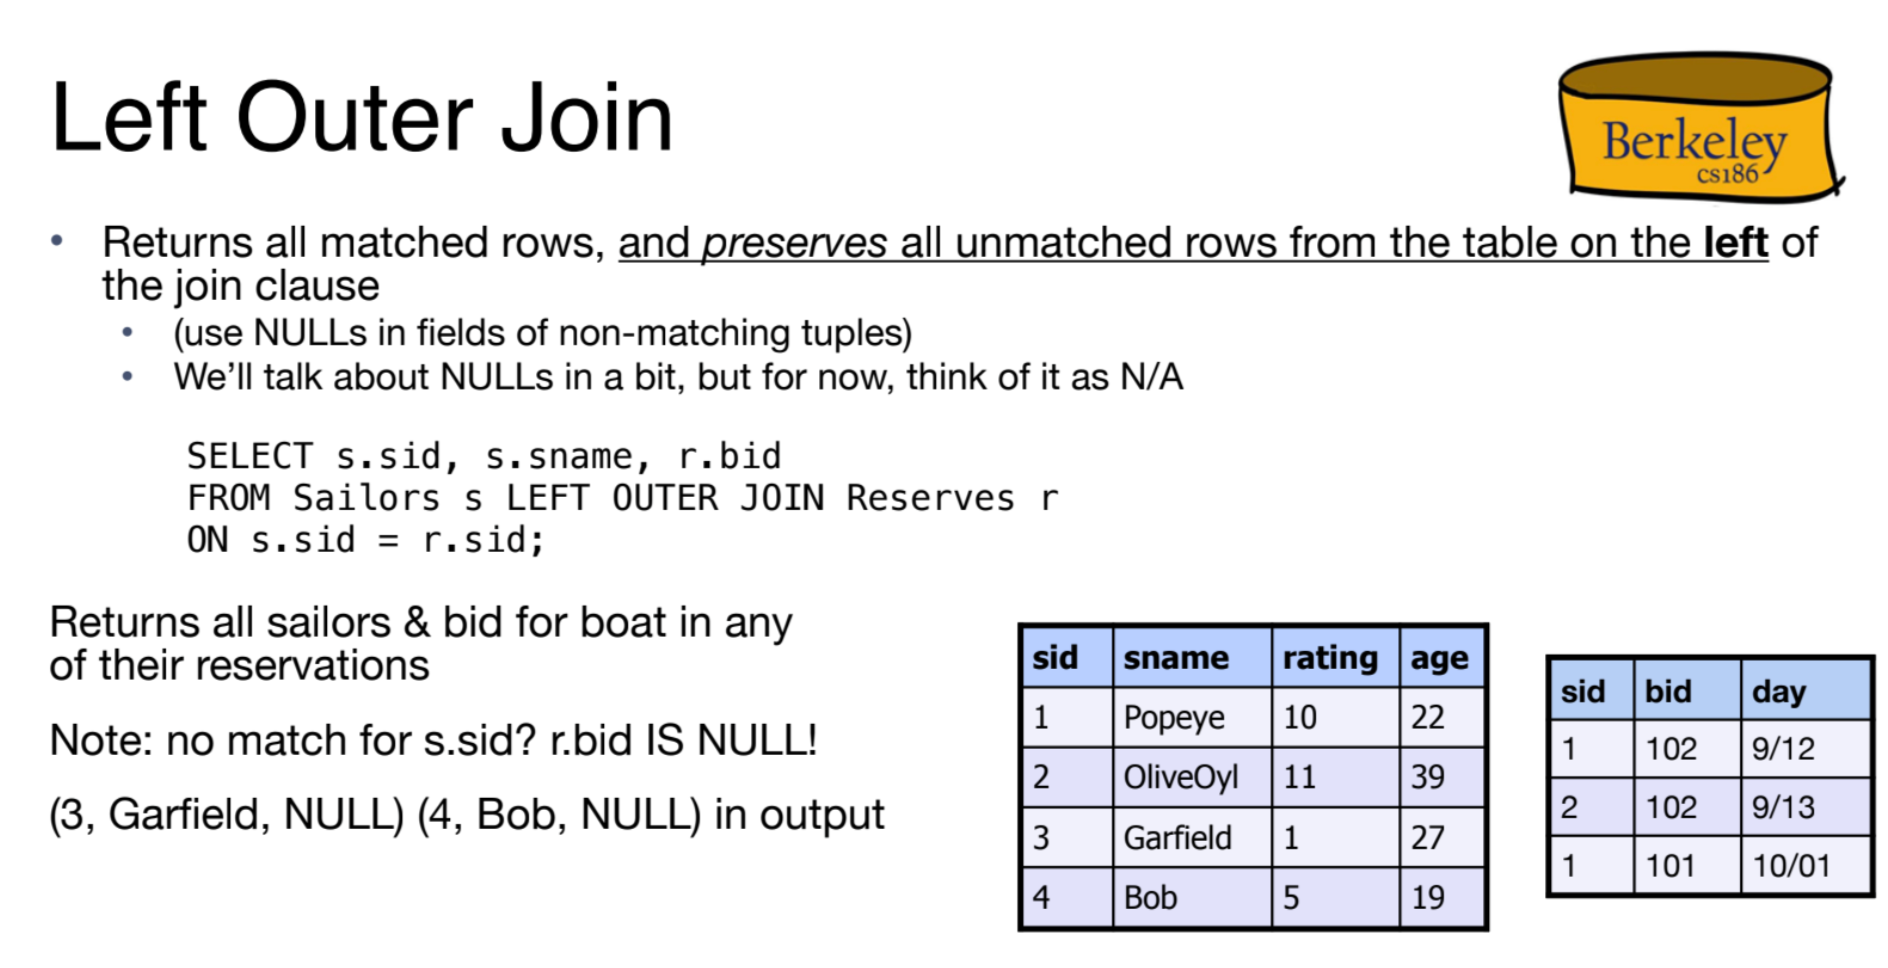 Left Outer Join
Berkeley
cs186
• Returns all matched rows, and preserves all unmatched rows from the table on the left of
the join clause
• (use NULLs in fields of non-matching tuples)
• We’ll talk about NULLs in a bit, but for now, think of it as N/A
SELECT s.sid, s.sname, r.bid
FROM Sailors s LEFT OUTER JOIN Reserves r
ON s.sid = r.sid;
Returns all sailors & bid for boat in any
of their reservations
Note: no match for s.sid? r.bid IS NULL!
(3, Garfield, NULL) (4, Bob, NULL) in output
sid sname rating age
1 Popeye 10 22
2 OliveOyl 11 39
3 Garfield 1 27
4 Bob 5 19
sid bid day
1 102 9/12
2 102 9/13
1 101 10/01